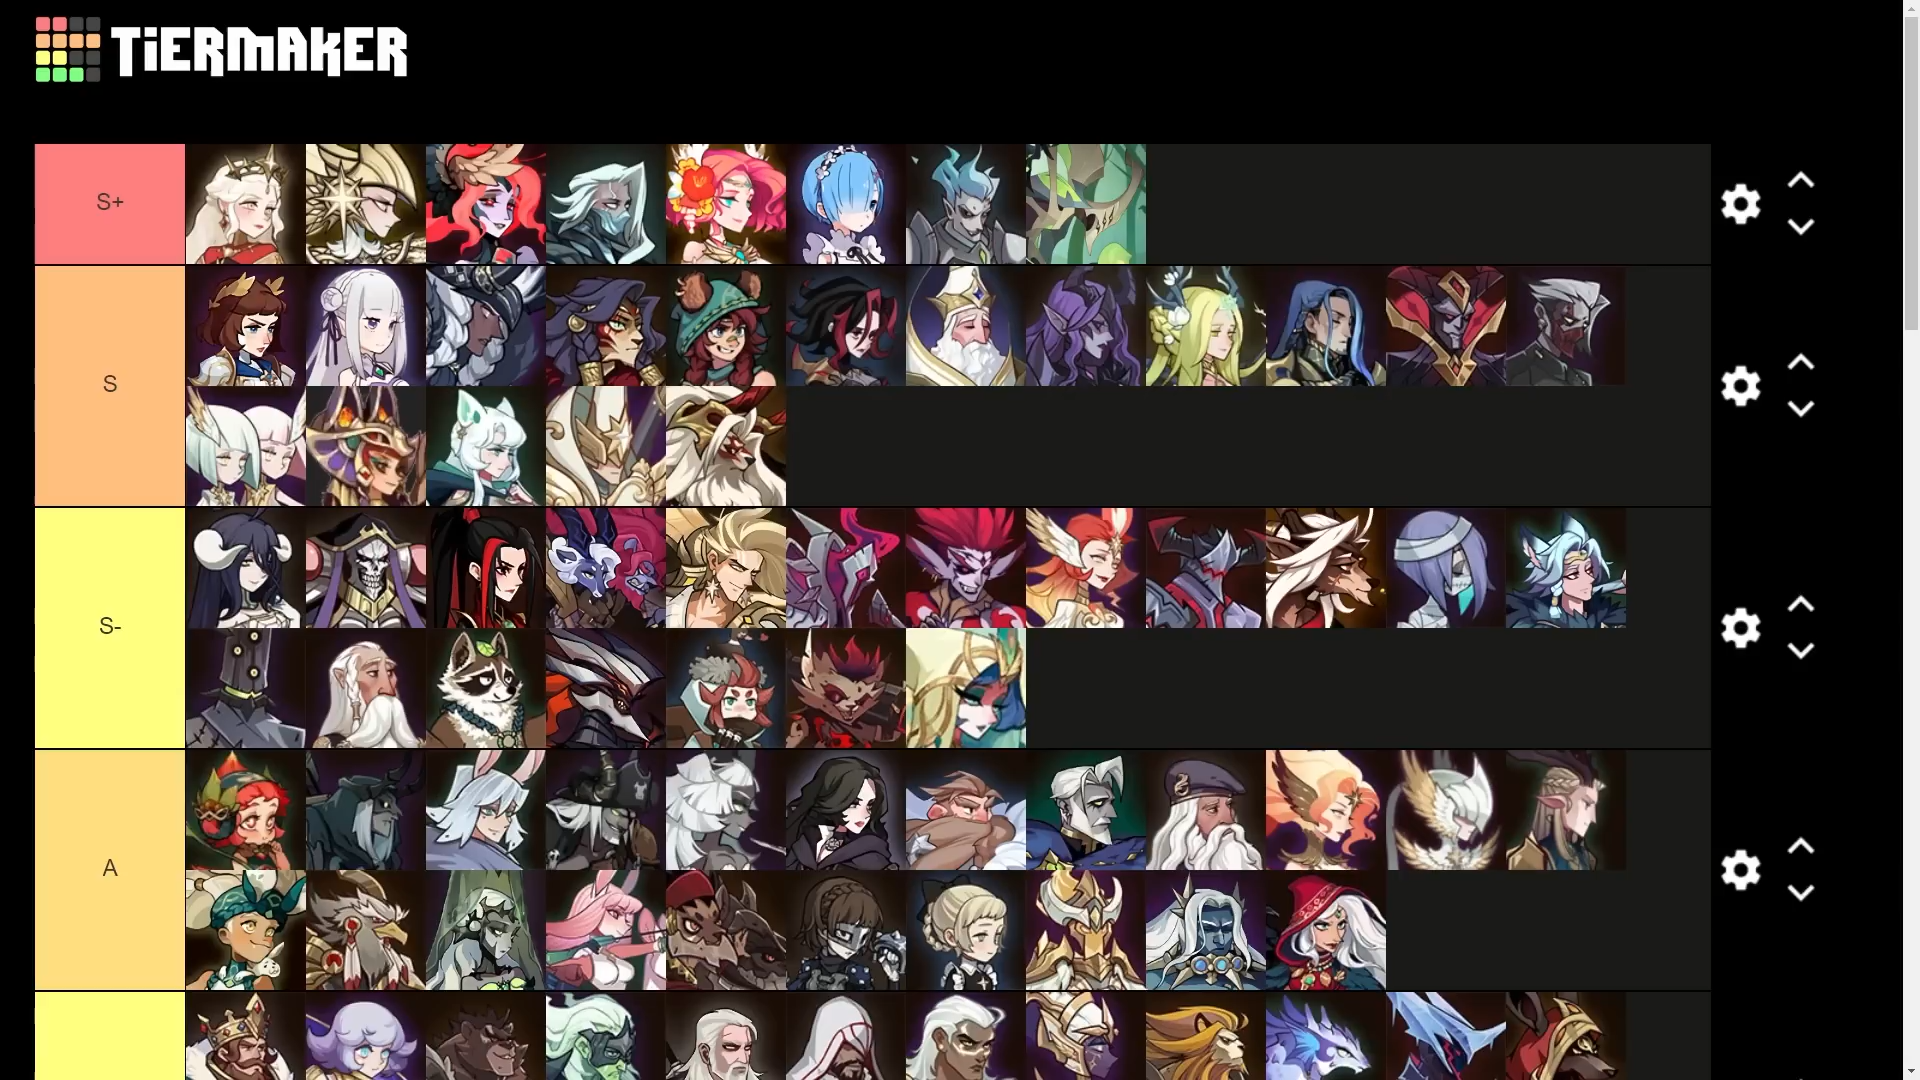 TiERMAKER
S+
S
S-
A